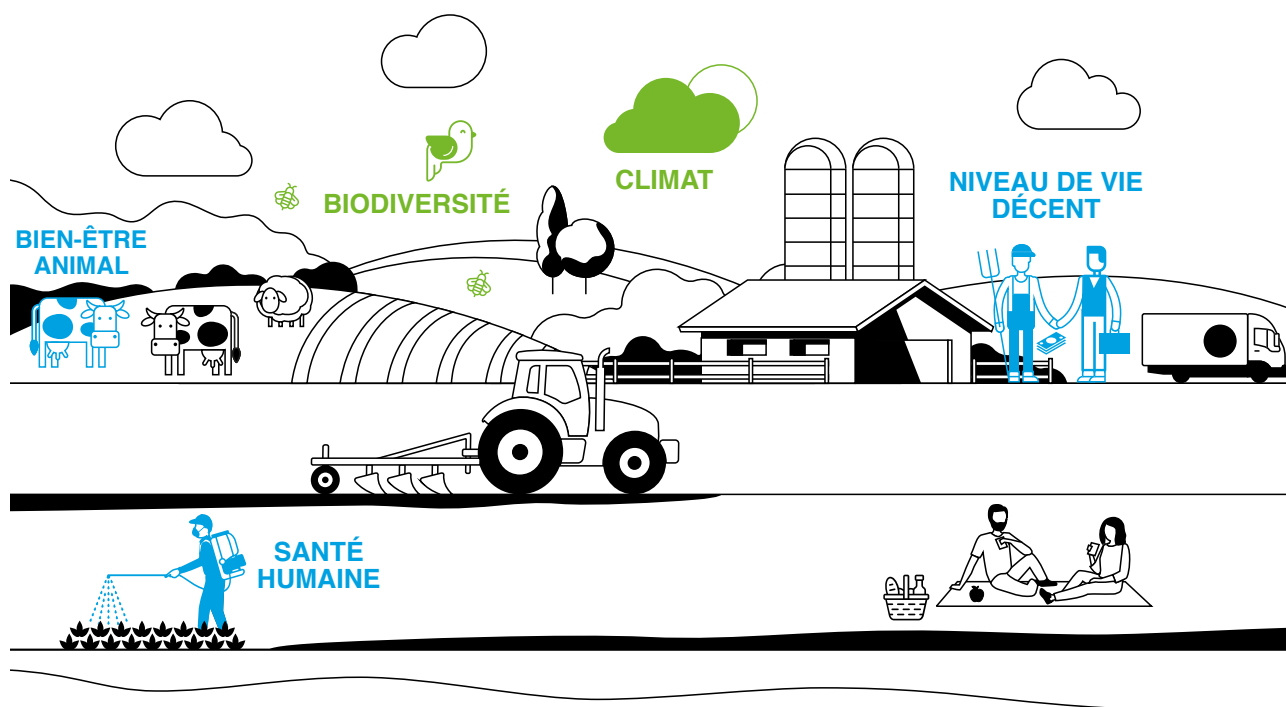 CLIMAT
BIODIVERSITÉ
NIVEAU DE VIE
DÉCENT
BIEN-ÊTRE
ANIMAL
SANTÉ
HUMAINE